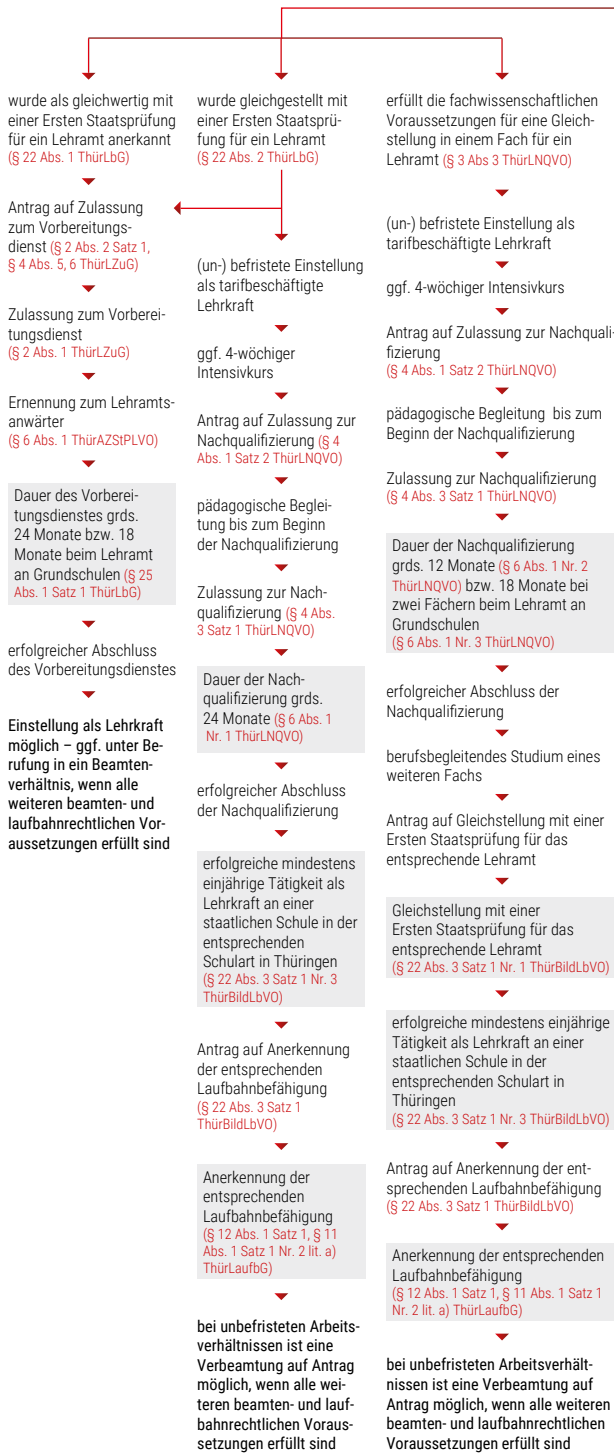 wurde als gleichwertig mit
einer Ersten Staatsprüfung
für ein Lehramt anerkannt
(§ 22 Abs. 1 ThürLbG)
Antrag auf Zulassung
zum Vorbereitungs-
dienst (§ 2 Abs. 2 Satz 1,
§ 4 Abs. 5, 6 ThürLZuG)
Zulassung zum Vorberei-
tungsdienst
(§ 2 Abs. 1 ThürLZuG)
Ernennung zum Lehramts-
anwärter
(§ 6 Abs. 1 ThürAZStPLVO)
Dauer des Vorberei-
tungsdienstes grds.
24 Monate bzw. 18
Monate beim Lehramt
an Grundschulen (§ 25
Abs. 1 Satz 1 ThürLbG)
erfolgreicher Abschluss
des Vorbereitungsdienstes
Einstellung als Lehrkraft
möglich – ggf. unter Be-
rufung in ein Beamten-
verhältnis, wenn alle
weiteren beamten- und
laufbahnrechtlichen Vor-
aussetzungen erfüllt sind
wurde gleichgestellt mit
einer Ersten Staatsprü-
fung für ein Lehramt
(§ 22 Abs. 2 ThürLbG)
(un-) befristete Einstellung
als tarifbeschäftigte
Lehrkraft
ggf. 4-wöchiger
Intensivkurs
Antrag auf Zulassung zur
Nachqualifizierung (§ 4
Abs. 1 Satz 2 ThürLNQVO)
pädagogische Beglei-
tung bis zum Beginn
der Nachqualifizierung
Zulassung zur Nach-
qualifizierung (§ 4 Abs.
3 Satz 1 ThürLNQVO)
Dauer der Nach-
qualifizierung grds.
24 Monate (§ 6 Abs. 1
Nr. 1 ThürLNQVO)
erfolgreicher Abschluss
der Nachqualifizierung
erfolgreiche mindestens
einjährige Tätigkeit als
Lehrkraft an einer
staatlichen Schule in der
entsprechenden
Schulart in Thüringen
(§ 22 Abs. 3 Satz 1 Nr. 3
ThürBildLbVO)
Antrag auf Anerkennung
der entsprechenden
Laufbahnbefähigung
(§ 22 Abs. 3 Satz 1
ThürBildLbVO)
Anerkennung der
entsprechenden
Laufbahnbefähigung
(§ 12 Abs. 1 Satz 1, § 11
Abs. 1 Satz 1 Nr. 2 lit. a)
ThürLaufbG)
bei unbefristeten Arbeits-
verhältnissen ist eine
Verbeamtung auf Antrag
möglich, wenn alle wei-
teren beamten- und lauf-
bahnrechtlichen Voraus-
setzungen erfüllt sind
erfüllt die fachwissenschaftlichen
Voraussetzungen für eine Gleich-
stellung in einem Fach für ein
Lehramt (§ 3 Abs 3 ThürLNQVO)
(un-) befristete Einstellung als
tarifbeschäftigte Lehrkraft
ggf. 4-wöchiger Intensivkurs
Antrag auf Zulassung zur Nachquali-
fizierung
(§ 4 Abs. 1 Satz 2 ThürLNQVO)
pädagogische Begleitung bis zum
Beginn der Nachqualifizierung
Zulassung zur Nachqualifizierung
(§ 4 Abs. 3 Satz 1 ThürLNQVO)
Dauer der Nachqualifizierung
grds. 12 Monate (§ 6 Abs. 1 Nr. 2
ThürLNQVO) bzw. 18 Monate bei
zwei Fächern beim Lehramt an
Grundschulen
(§ 6 Abs. 1 Nr. 3 ThürLNQVO)
erfolgreicher Abschluss der
Nachqualifizierung
berufsbegleitendes Studium eines
weiteren Fachs
Antrag auf Gleichstellung mit einer
Ersten Staatsprüfung für das
entsprechende Lehramt
Gleichstellung mit einer
Ersten Staatsprüfung für das
entsprechende Lehramt
(§ 22 Abs. 3 Satz 1 Nr. 1 ThürBildLbVO)
erfolgreiche mindestens einjährige
Tätigkeit als Lehrkraft an einer
staatlichen Schule in der
entsprechenden Schulart in
Thüringen
(§ 22 Abs. 3 Satz 1 Nr. 3 ThürBildLbVO)
Antrag auf Anerkennung der ent-
sprechenden Laufbahnbefähigung
(§ 22 Abs. 3 Satz 1 ThürBildLbVO)
Anerkennung der entsprechenden
Laufbahnbefähigung
(§ 12 Abs. 1 Satz 1, § 11 Abs. 1 Satz 1
Nr. 2 lit. a) ThürLaufbG)
bei unbefristeten Arbeitsverhält-
nissen ist eine Verbeamtung auf
Antrag möglich, wenn alle weiteren
beamten- und laufbahnrechtlichen
Voraussetzungen erfüllt sind